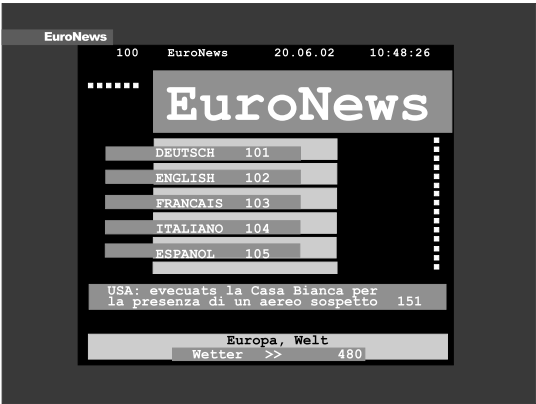 EuroNews
100 EuroNews 20.06.02 10:48:26
EuroNews
DEUTSCH 101
ENGLISH 102
FRANCAIS 103
ITALIANO 104
ESPANOL 105
USA: evecuats la Casa Bianca per
la presenza di un aereo sospetto 151
Europa, Welt
Wetter >> 480